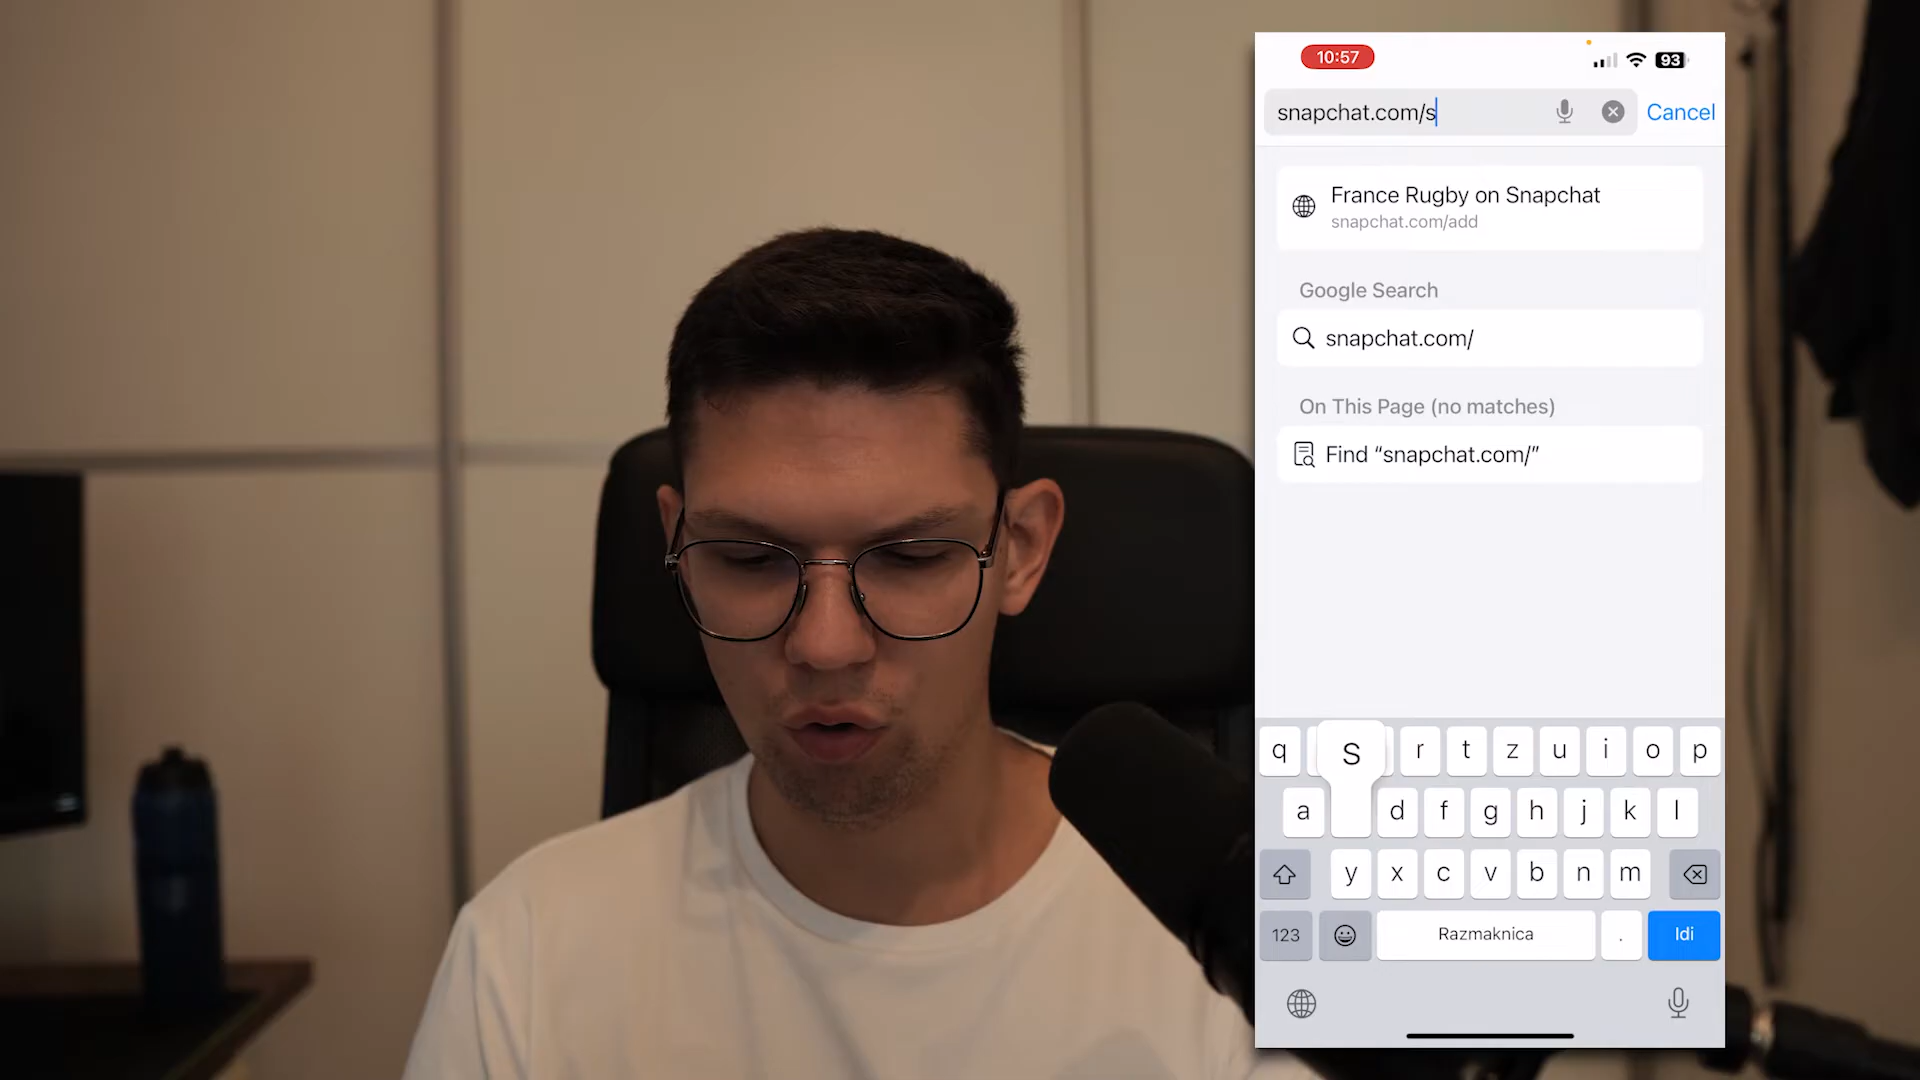 10:57
93
snapchat.com/s
Cancel
France Rugby on Snapchat
snapchat.com/add
Google Search
snapchat.com/
On This Page (no matches)
Find “snapchat.com/”
q S r t z u i o p
a d f g h j k l
y x c v b n m
123 Razmaknica . Idi